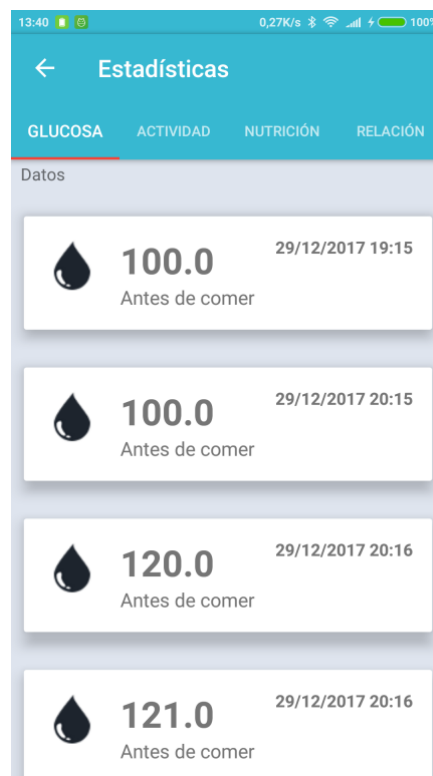 13:40 0,27K/s 100%
Estadísticas
GLUCOSA ACTIVIDAD NUTRICIÓN RELACIÓN
Datos
100.0 29/12/2017 19:15
Antes de comer
100.0 29/12/2017 20:15
Antes de comer
120.0 29/12/2017 20:16
Antes de comer
121.0 29/12/2017 20:16
Antes de comer